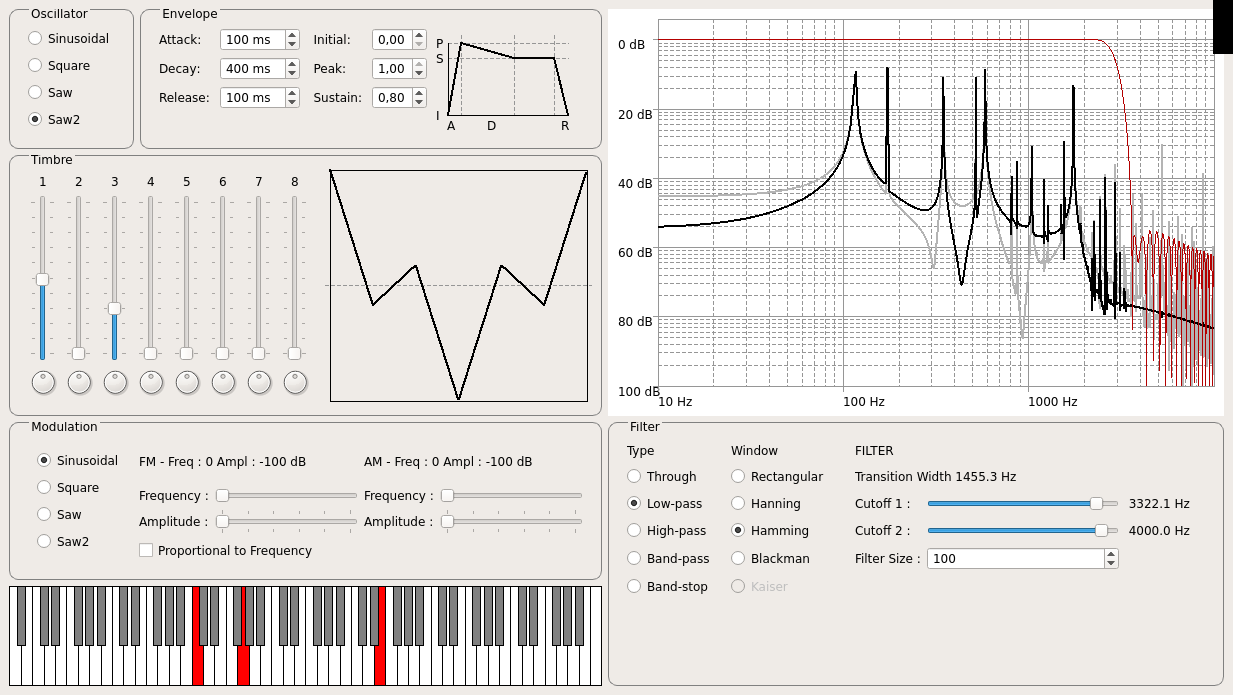 Oscillator
Sinusoidal
Square
Saw
Saw2
Envelope
Attack: 100 ms Initial: 0,00
Decay: 400 ms Peak: 1,00
Release: 100 ms Sustain: 0,80
P
S
I
A D R
Timbre
1 2 3 4 5 6 7 8
0 dB
20 dB
40 dB
60 dB
80 dB
100 dB
10 Hz 100 Hz 1000 Hz
Modulation
Sinusoidal
Square
Saw
Saw2
FM - Freq : 0 Ampl : -100 dB
Frequency :
Amplitude :
AM - Freq : 0 Ampl : -100 dB
Frequency :
Amplitude :
Proportional to Frequency
Filter
Type
Through
Low-pass
High-pass
Band-pass
Band-stop
Window
Rectangular
Hanning
Hamming
Blackman
Kaiser
FILTER
Transition Width 1455.3 Hz
Cutoff 1 : 3322.1 Hz
Cutoff 2 : 4000.0 Hz
Filter Size : 100